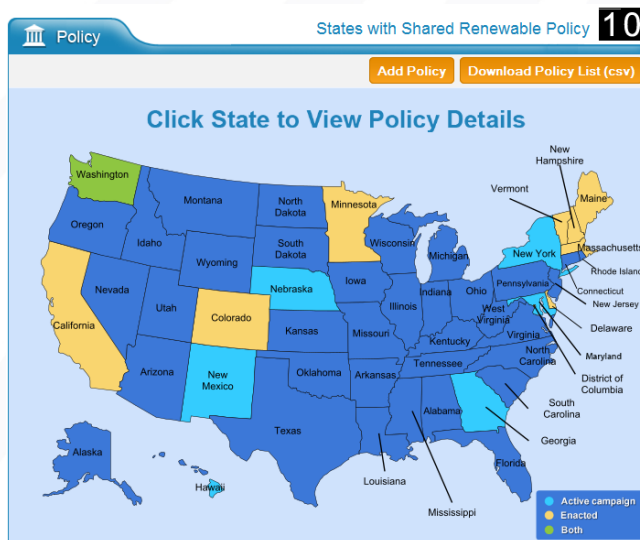 Policy
States with Shared Renewable Policy 10
Add Policy
Download Policy List (csv)
Click State to View Policy Details
New
Hampshire
Washington
Vermont
Maine
Minnesota
Montana
North
Dakota
Oregon
Wisconsin
Massachusetts
Idaho
South
Dakota
Michigan
New York
Wyoming
Rhode Island
Nebraska
Iowa
Pennsylvania
Connecticut
Nevada
Illinois
Indiana
Ohio
New Jersey
Utah
Colorado
West
Virginia
California
Kansas
Missouri
Virginia
Delaware
Kentucky
Maryland
North
Carolina
Tennessee
Arizona
New
Mexico
Oklahoma
Arkansas
District of
Columbia
South
Carolina
Alabama
Texas
Georgia
Alaska
Florida
Louisiana
Hawaii
Mississippi
Active campaign
Enacted
Both